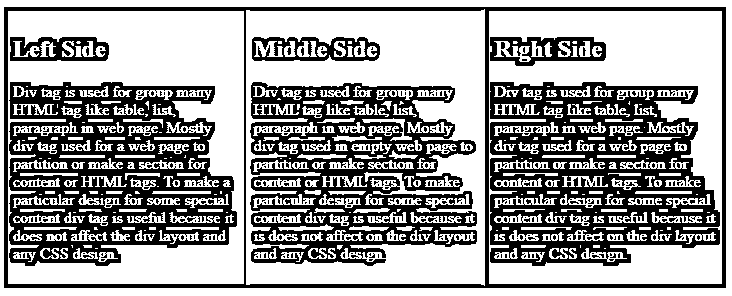 Left Side
Div tag is used for group many
HTML tag like table, list,
paragraph in web page. Mostly
div tag used for a web page to
partition or make a section for
content or HTML tags. To make a
particular design for some special
content div tag is useful because it
does not affect the div layout and
any CSS design.
Middle Side
Div tag is used for group many
HTML tag like table, list,
paragraph in web page. Mostly
div tag used in empty web page to
partition or make section for
content or HTML tags. To make
particular design for some special
content div tag is useful because it
is does not affect on the div layout
and any CSS design.
Right Side
Div tag is used for group many
HTML tag like table, list,
paragraph in web page. Mostly
div tag used for a web page to
partition or make a section for
content or HTML tags. To make
particular design for some special
content div tag is useful because it
is does not affect on the div layout
and any CSS design.